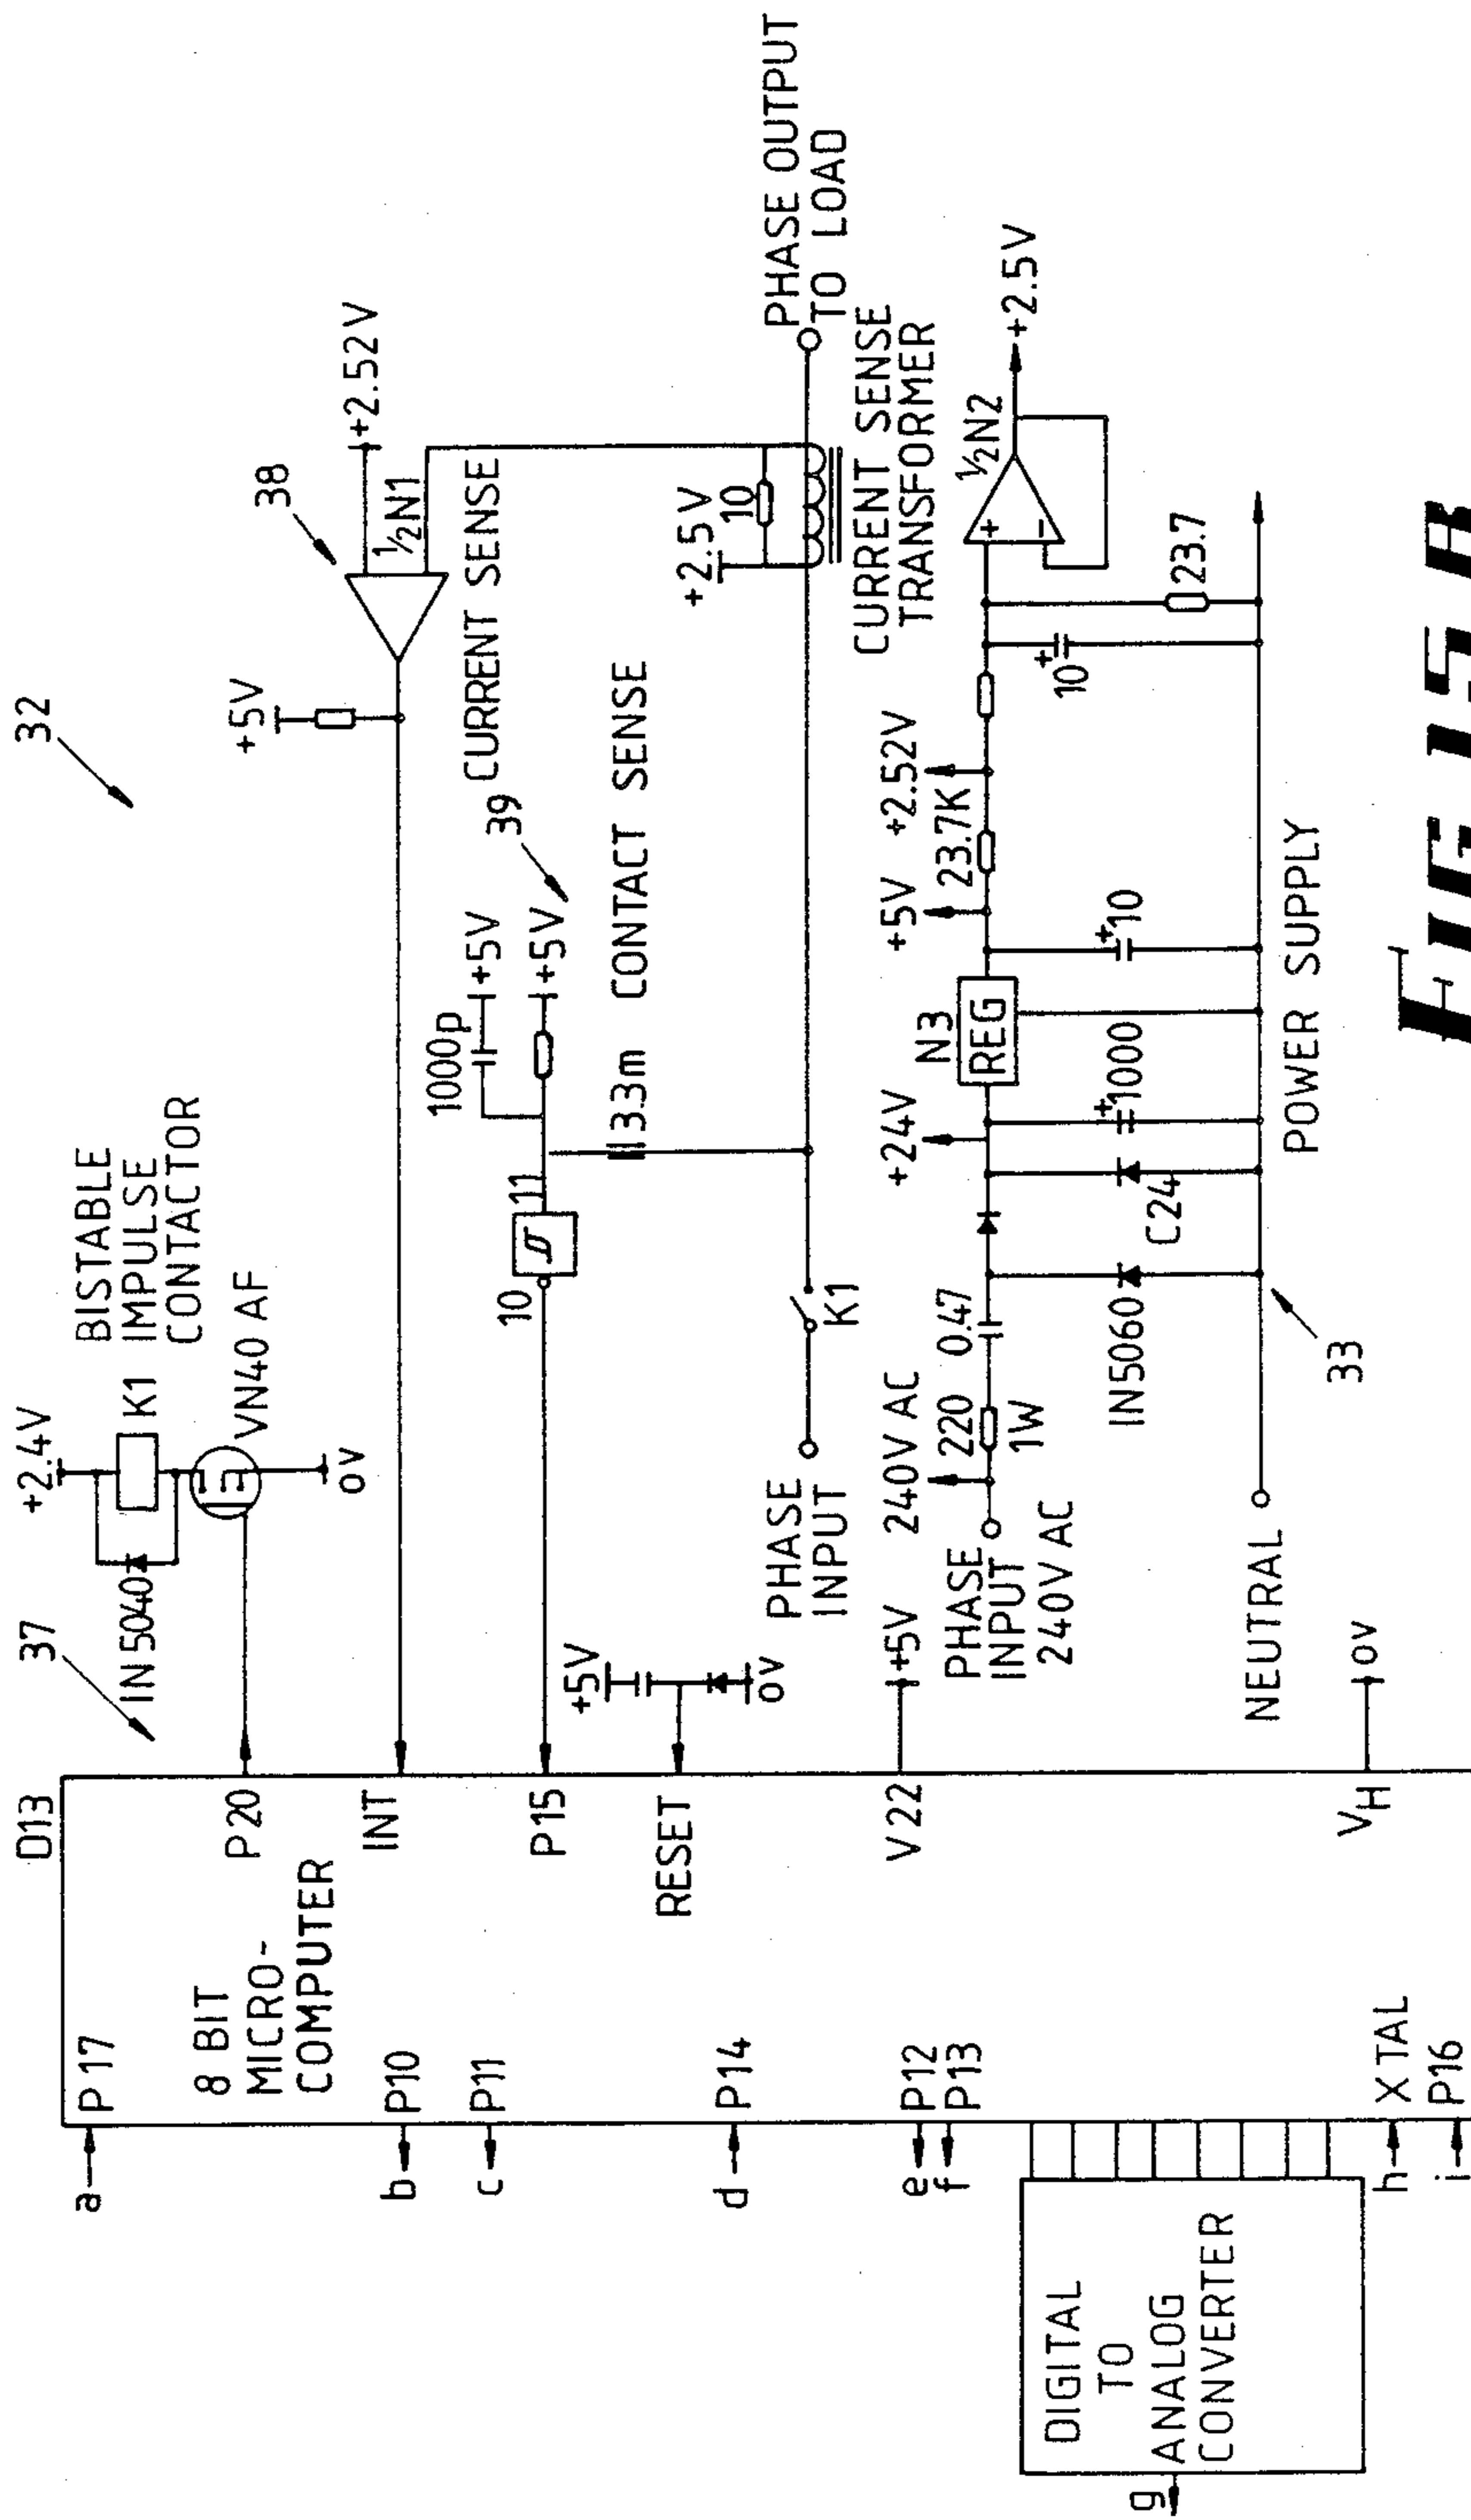 32
37
+2.4V
BISTABLE
IMPULSE
CONTACTOR
IN 5040
K1
VN40 AF
0V
+5V
38
+2.52V
½N1
CURRENT SENSE
1000p
+5V
+5V
39
10
11
3.3m
CONTACT SENSE
+2.5V
10
PHASE OUTPUT
TO LOAD
CURRENT SENSE
TRANSFORMER
K1
PHASE
INPUT
+5V
0V
+5V
240V AC
PHASE
INPUT
240V AC
220
1W
0.47
IN5060
C24
+24V
+
1000
N3
REG
+5V
+
10
23.7K
+2.52V
+
10
23.7
½N2
+
−
+2.5V
NEUTRAL
33
POWER SUPPLY
0V
D13
a
P17
8 BIT
MICRO-
COMPUTER
P20
INT
P15
RESET
V22
VH
b
P10
c
P11
d
P14
e
P12
f
P13
h
XTAL
i
P16
g
DIGITAL
TO
ANALOG
CONVERTER